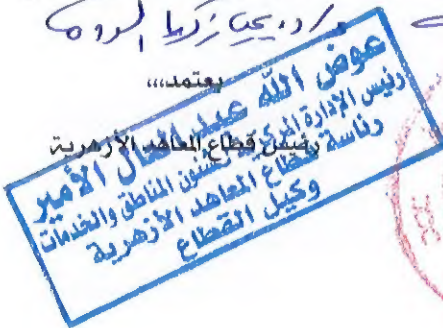 يعتمد،،،،
رئيس قطاع المعاهد الأزهرية
عوض الله عبد العال الأمير
رئيس الإدارة المركزية لشئون المناطق والخدمات
رئاسة قطاع المعاهد الأزهرية
وكيل القطاع